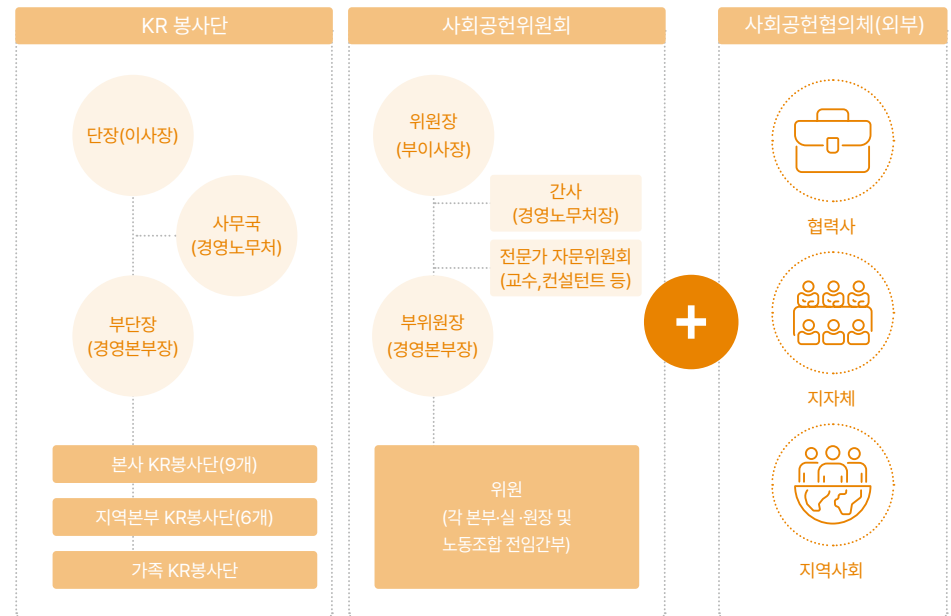 KR 봉사단
단장(이사장)
사무국
(경영노무처)
부단장
(경영본부장)
본사 KR봉사단(9개)
지역본부 KR봉사단(6개)
가족 KR봉사단
사회공헌위원회
위원장
(부이사장)
간사
(경영노무처장)
전문가 자문위원회
(교수,컨설턴트 등)
부위원장
(경영본부장)
위원
(각 본부·실 ·원장 및
노동조합 전임간부)
+
사회공헌협의체(외부)
협력사
지자체
지역사회